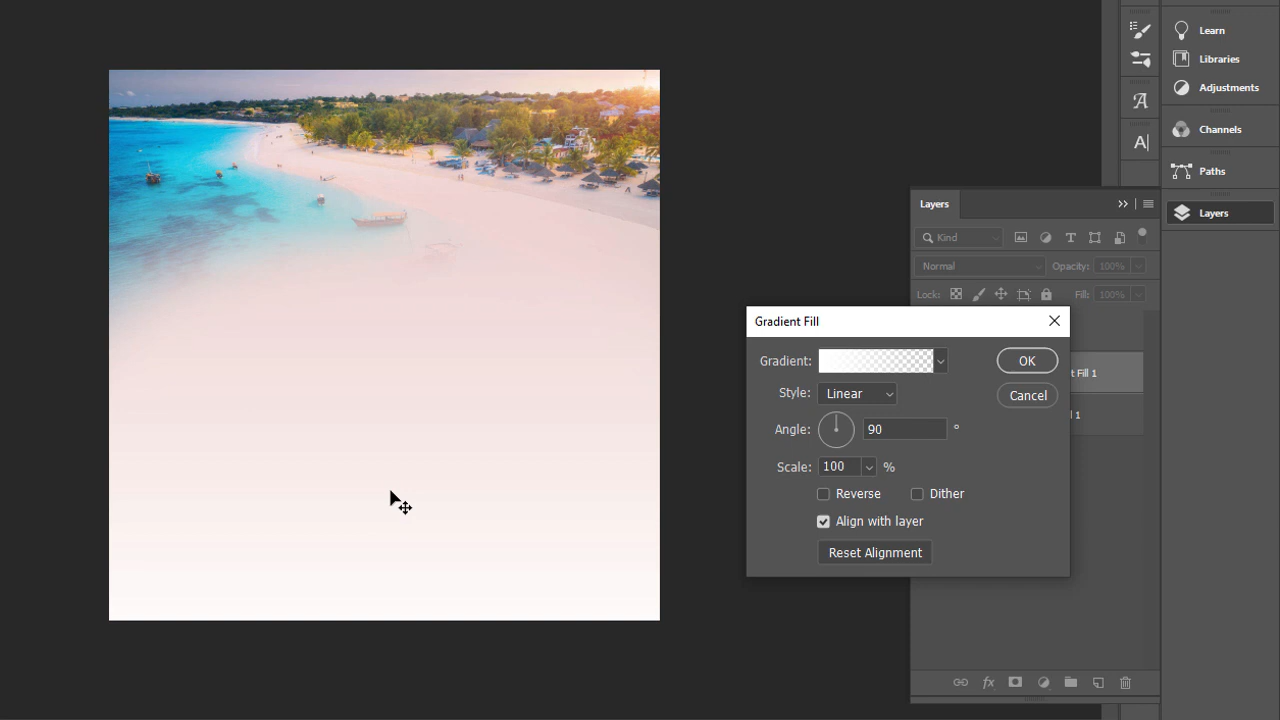 Learn
Libraries
Adjustments
Channels
Paths
Layers
Layers
Kind
Normal
Opacity: 100%
Lock:
Fill: 100%
Gradient Fill
Gradient:
OK
Style: Linear
Cancel
Angle: 90 °
Scale: 100 %
Reverse
Dither
Align with layer
Reset Alignment
t Fill 1
l 1
fx